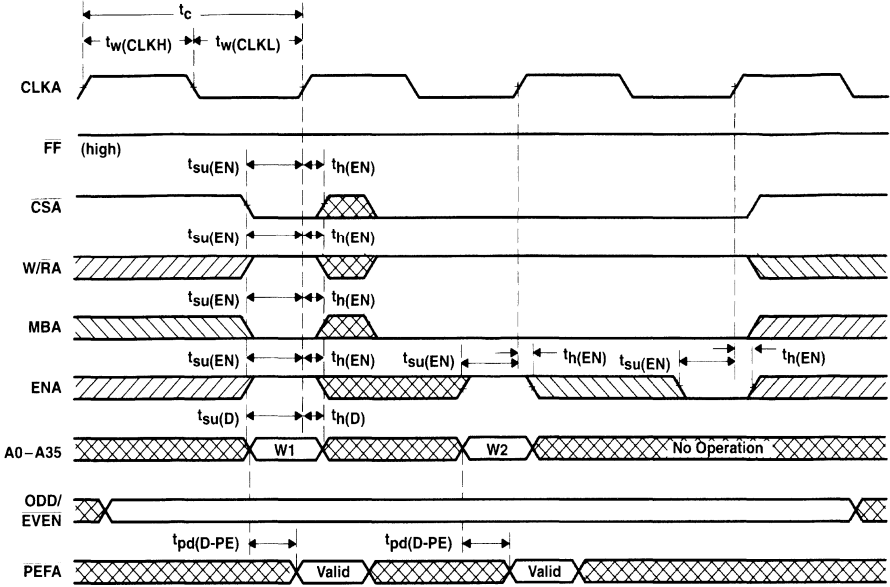 tc
tw(CLKH) tw(CLKL)
CLKA
FF (high)
tsu(EN) th(EN)
CSA
tsu(EN) th(EN)
W/RA
tsu(EN) th(EN)
MBA
tsu(EN) th(EN) tsu(EN) th(EN) tsu(EN) th(EN)
ENA
tsu(D) th(D)
A0–A35 W1 W2 No Operation
ODD/
EVEN
tpd(D-PE) tpd(D-PE)
PEFA Valid Valid